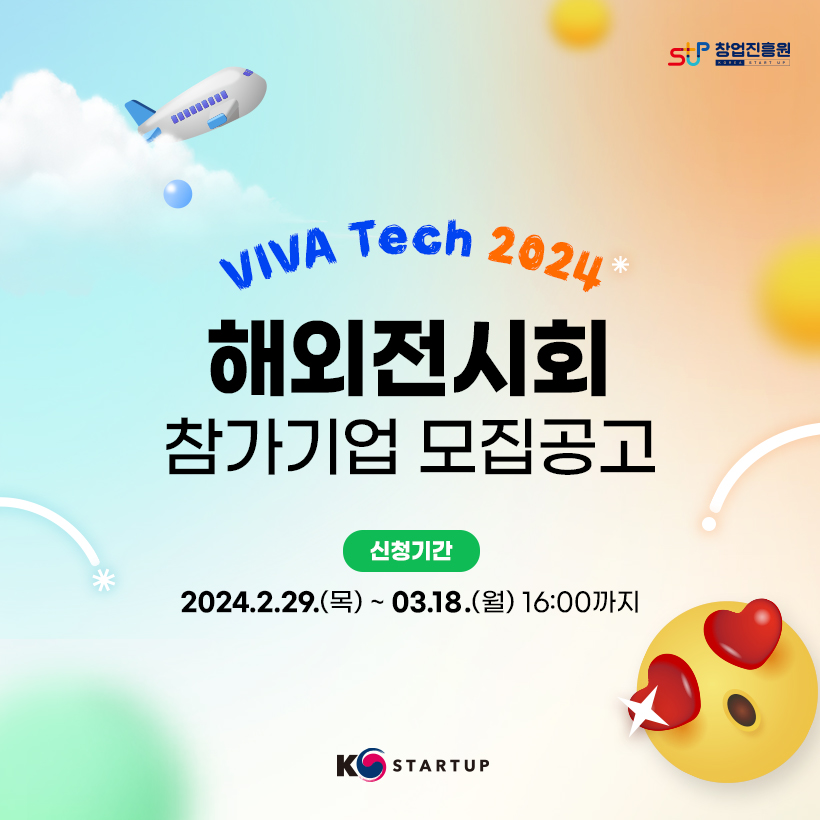 StUP 창업진흥원
KOREA START UP
VIVA Tech 2024
해외전시회
참가기업 모집공고
신청기간
2024.2.29.(목) ~ 03.18.(월) 16:00까지
K STARTUP